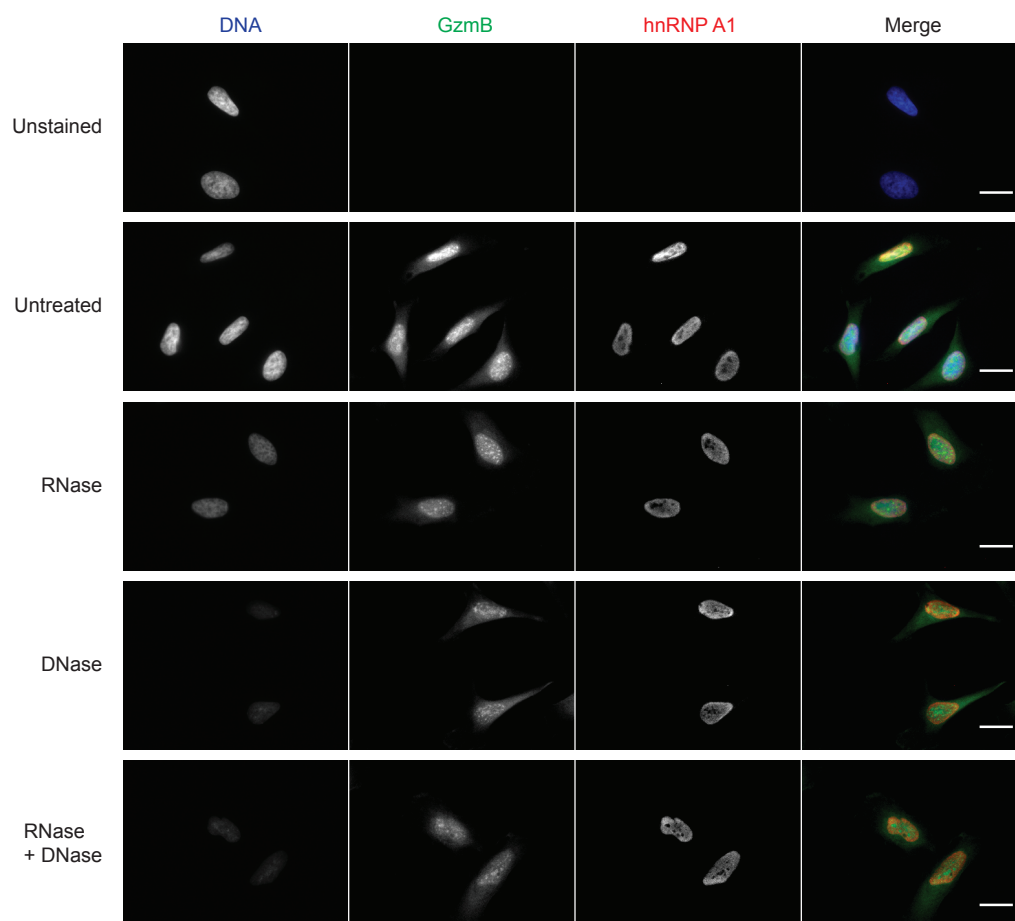 DNA GzmB hnRNP A1 Merge
Unstained
Untreated
RNase
DNase
RNase
+ DNase